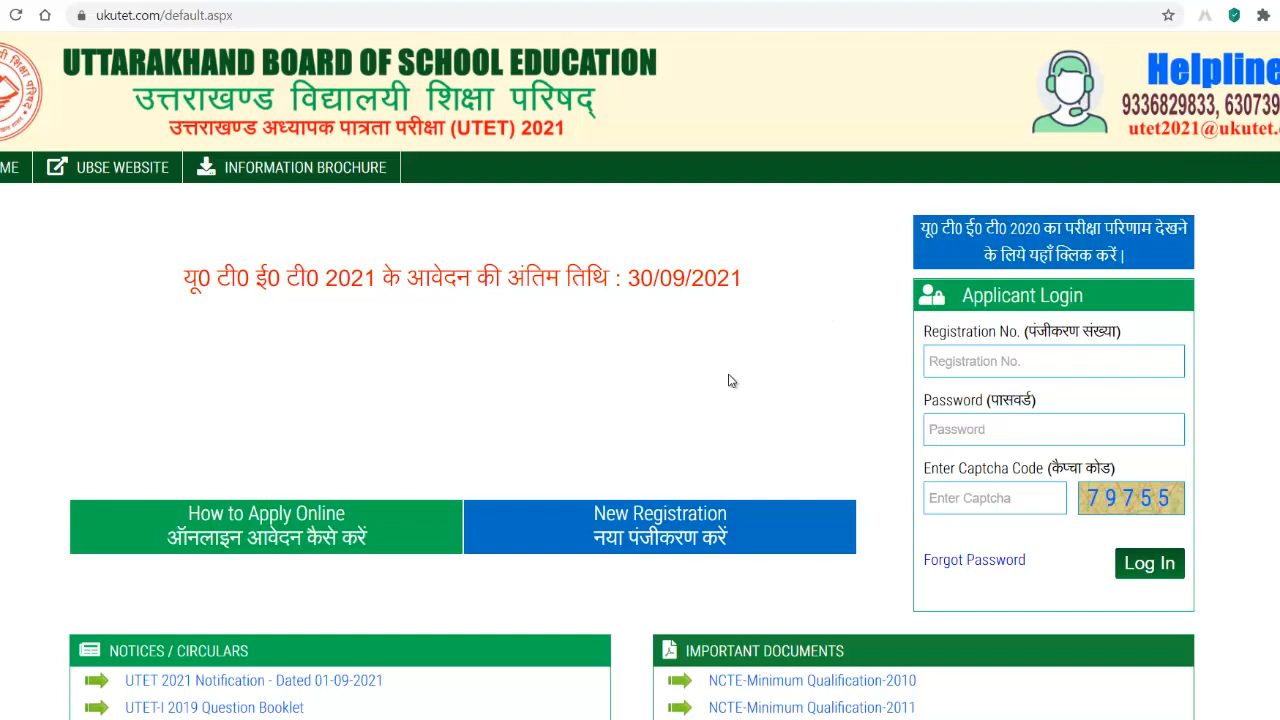 ukutet.com/default.aspx
UTTARAKHAND BOARD OF SCHOOL EDUCATION
उत्तराखण्ड विद्यालयी शिक्षा परिषद्
उत्तराखण्ड अध्यापक पात्रता परीक्षा (UTET) 2021
Helpline
9336829833, 630739
utet2021@ukutet.
ME
UBSE WEBSITE
INFORMATION BROCHURE
यू0 टी0 ई0 टी0 2021 के आवेदन की अंतिम तिथि : 30/09/2021
How to Apply Online
ऑनलाइन आवेदन कैसे करें
New Registration
नया पंजीकरण करें
यू0 टी0 ई0 टी0 2020 का परीक्षा परिणाम देखने
के लिये यहाँ क्लिक करें |
Applicant Login
Registration No. (पंजीकरण संख्या)
Registration No.
Password (पासवर्ड)
Password
Enter Captcha Code (कैप्चा कोड)
Enter Captcha
79755
Forgot Password
Log In
NOTICES / CIRCULARS
UTET 2021 Notification - Dated 01-09-2021
UTET-I 2019 Question Booklet
IMPORTANT DOCUMENTS
NCTE-Minimum Qualification-2010
NCTE-Minimum Qualification-2011